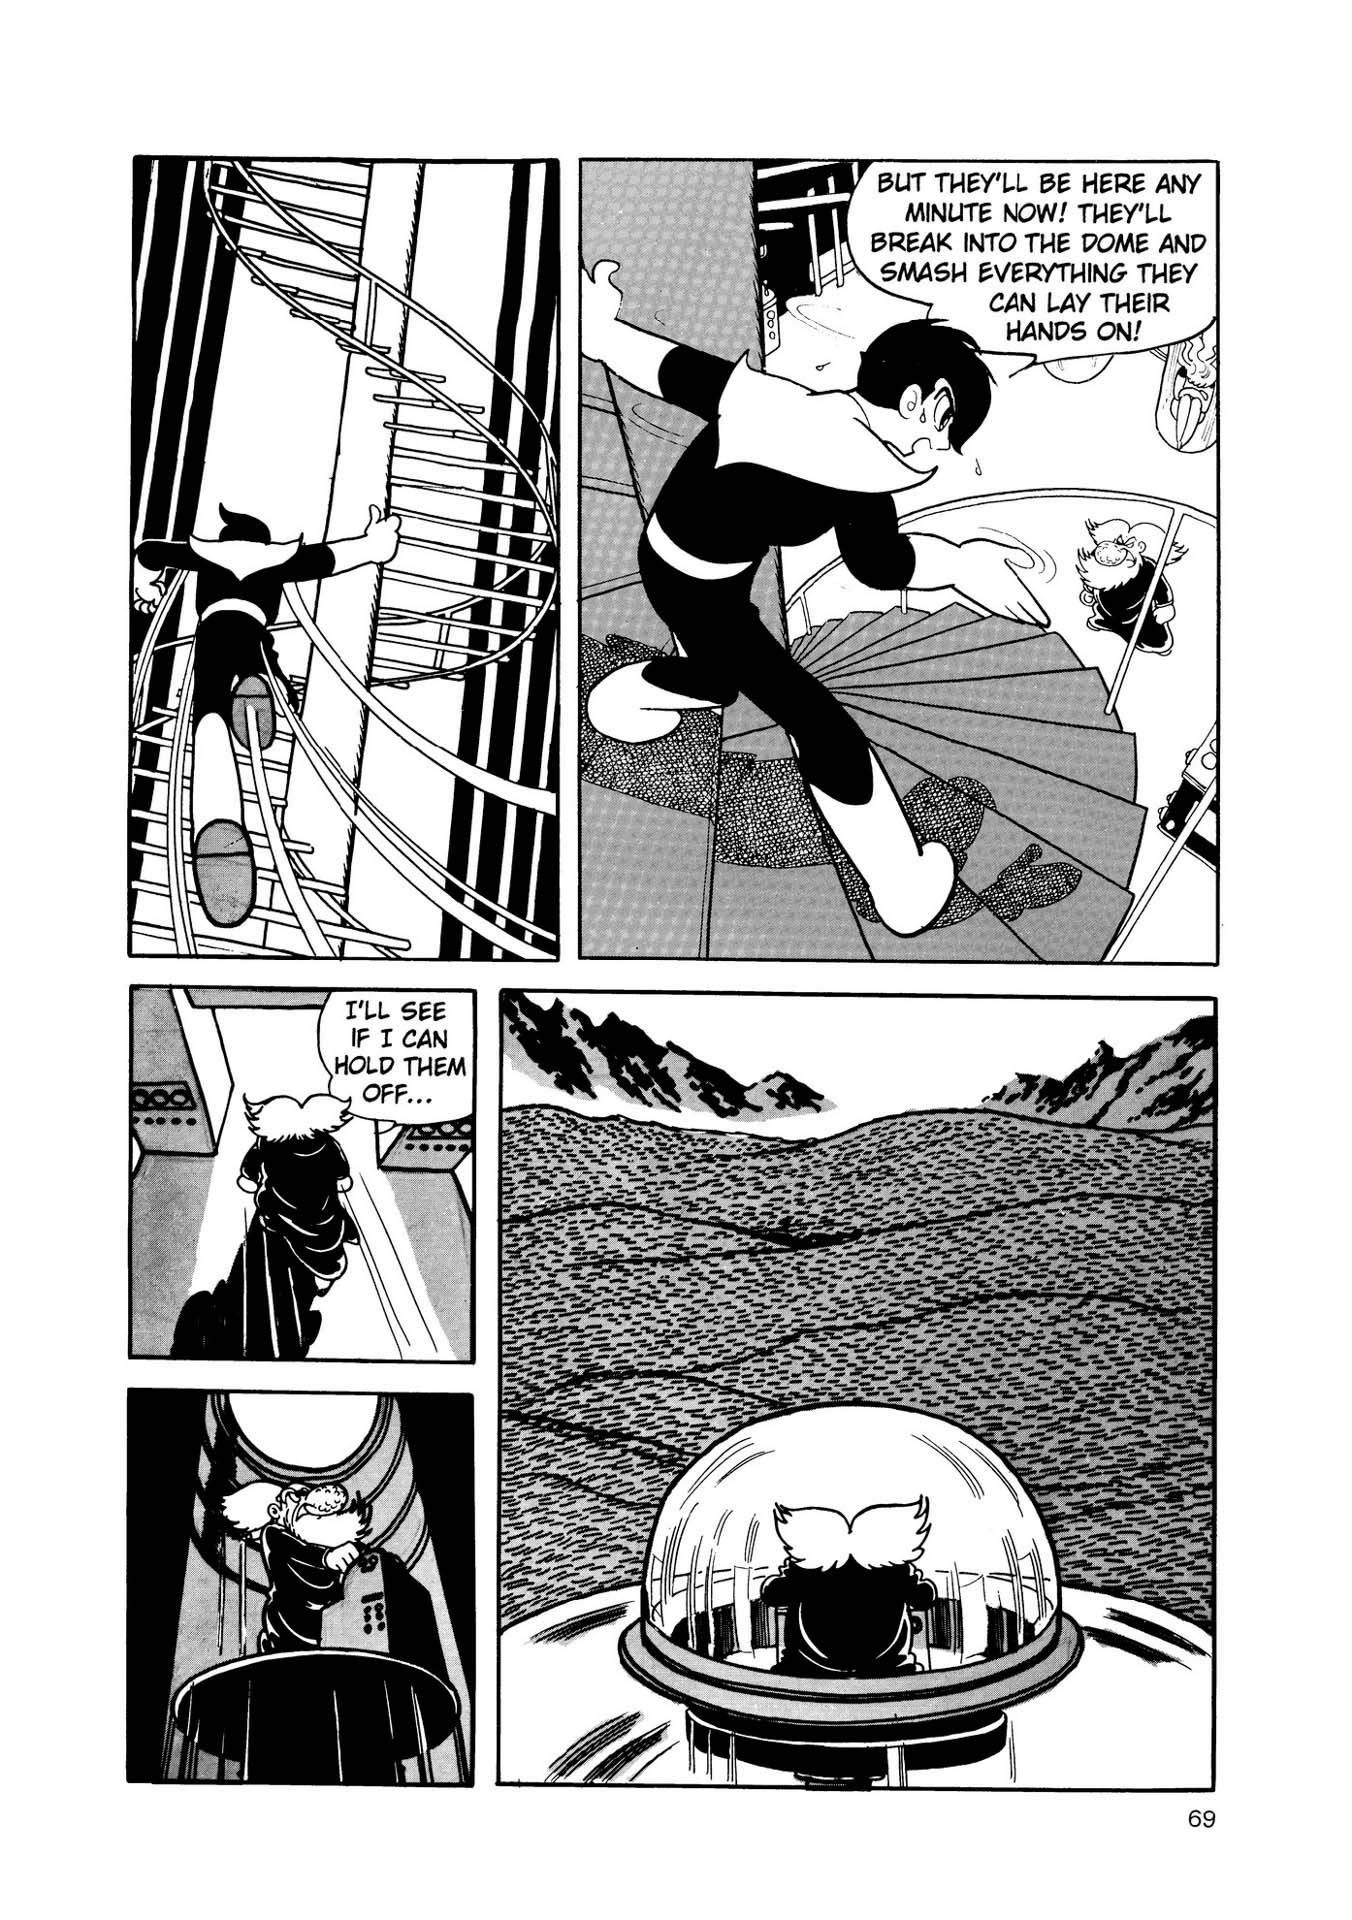 BUT THEY'LL BE HERE ANY
MINUTE NOW! THEY'LL
BREAK INTO THE DOME AND
SMASH EVERYTHING THEY
CAN LAY THEIR
HANDS ON!
I'LL SEE
IF I CAN
HOLD THEM
OFF...
69